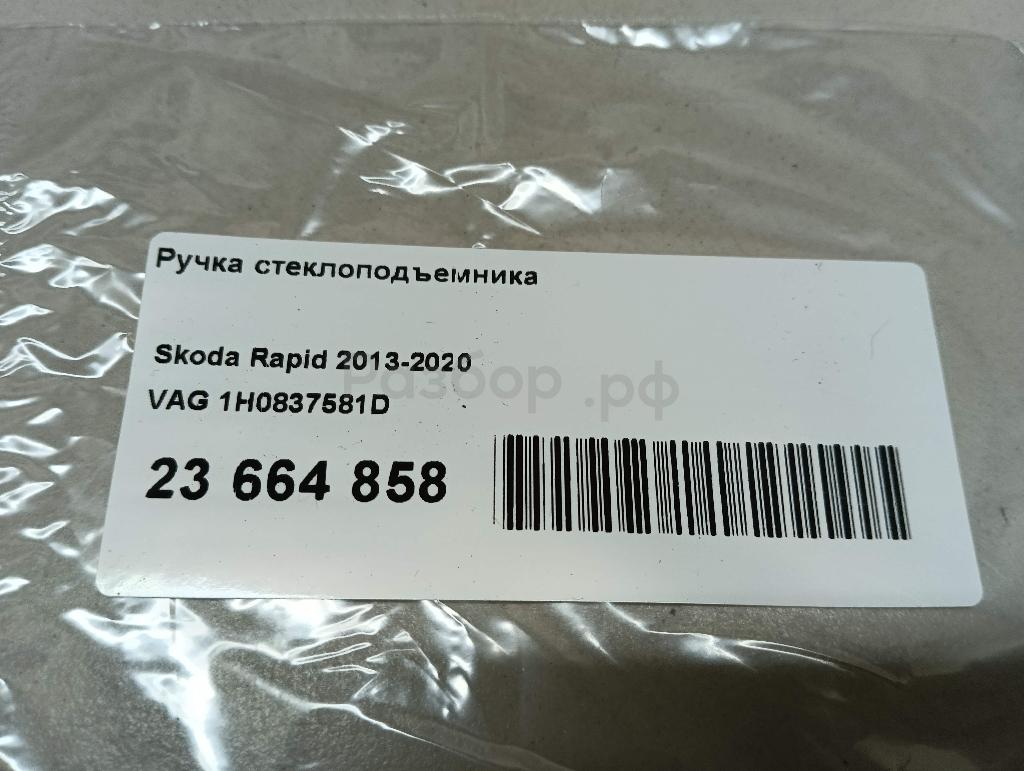 Ручка стеклоподъемника
Skoda Rapid 2013-2020
Разбор.рф
VAG 1H0837581D
23 664 858